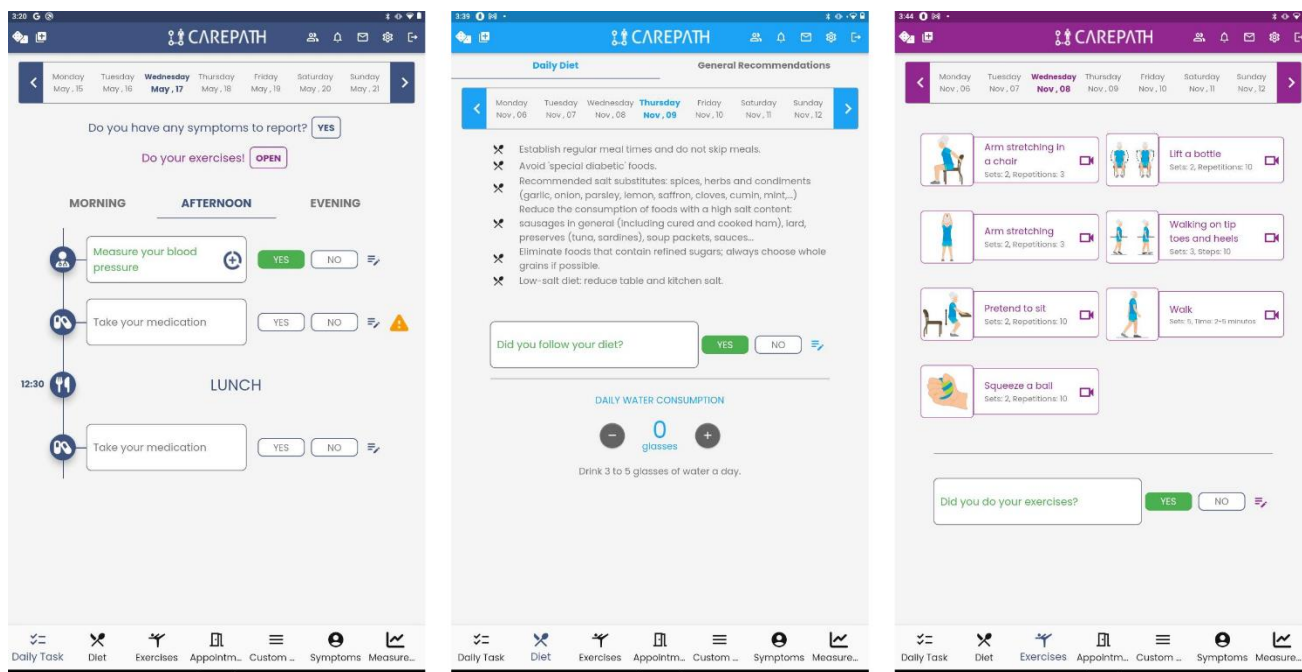 3:20 G
CAREPATH
Monday Tuesday Wednesday Thursday Friday Saturday Sunday
May , 15 May , 16 May , 17 May , 18 May , 19 May , 20 May , 21
Do you have any symptoms to report? YES
Do your exercises! OPEN
MORNING AFTERNOON EVENING
Measure your blood
pressure
YES NO
Take your medication YES NO
12:30 LUNCH
Take your medication YES NO
Daily Task Diet Exercises Appointm... Custom ... Symptoms Measure...
3:39
CAREPATH
Daily Diet General Recommendations
Monday Tuesday Wednesday Thursday Friday Saturday Sunday
Nov , 06 Nov , 07 Nov , 08 Nov , 09 Nov , 10 Nov , 11 Nov , 12
Establish regular meal times and do not skip meals.
Avoid 'special diabetic' foods.
Recommended salt substitutes: spices, herbs and condiments
(garlic, onion, parsley, lemon, saffron, cloves, cumin, mint,...)
Reduce the consumption of foods with a high salt content:
sausages in general (including cured and cooked ham), lard,
preserves (tuna, sardines), soup packets, sauces...
Eliminate foods that contain refined sugars; always choose whole
grains if possible.
Low-salt diet: reduce table and kitchen salt.
Did you follow your diet? YES NO
DAILY WATER CONSUMPTION
0
glasses
Drink 3 to 5 glasses of water a day.
Daily Task Diet Exercises Appointm... Custom ... Symptoms Measure...
3:44
CAREPATH
Monday Tuesday Wednesday Thursday Friday Saturday Sunday
Nov , 06 Nov , 07 Nov , 08 Nov , 09 Nov , 10 Nov , 11 Nov , 12
Arm stretching in
a chair
Sets: 2, Repetitions: 3
Lift a bottle
Sets: 2, Repetitions: 10
Arm stretching
Sets: 2, Repetitions: 3
Walking on tip
toes and heels
Sets: 3, Steps: 10
Pretend to sit
Sets: 2, Repetitions: 10
Walk
Sets: 5, Time: 2-5 minutes
Squeeze a ball
Sets: 2, Repetitions: 10
Did you do your exercises? YES NO
Daily Task Diet Exercises Appointm... Custom ... Symptoms Measure...